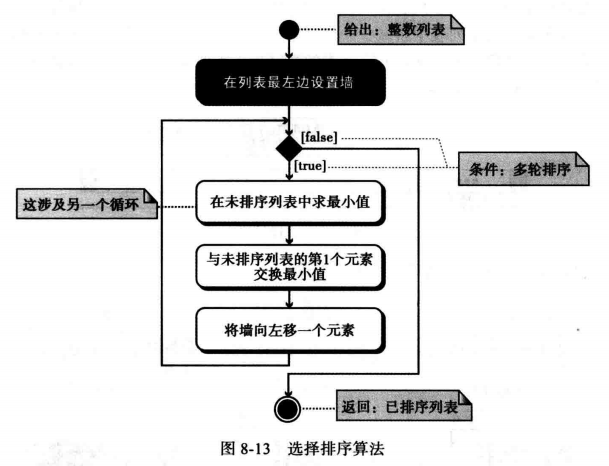 给出：整数列表
在列表最左边设置墙
[false]
[true]
条件：多轮排序
这涉及另一个循环
在未排序列表中求最小值
与未排序列表的第1个元素
交换最小值
将墙向左移一个元素
返回：已排序列表
图 8-13 选择排序算法